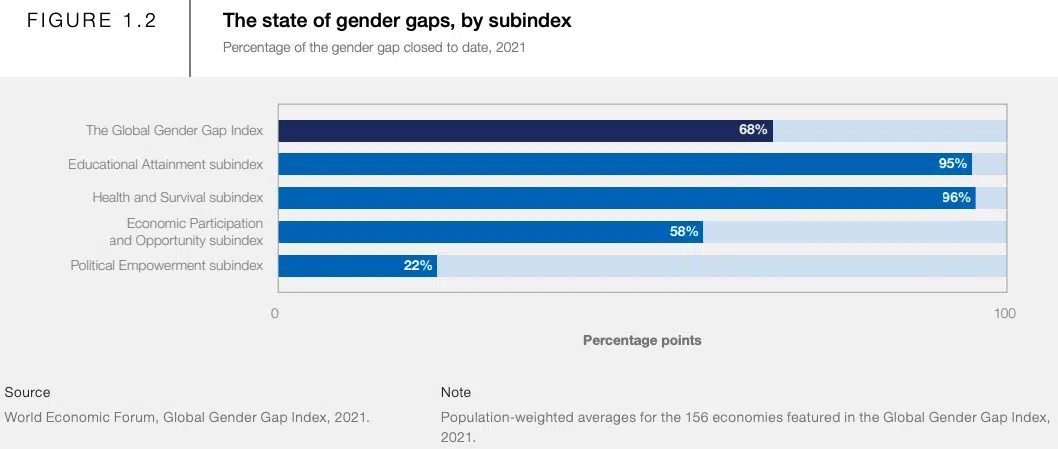 FIGURE 1.2
The state of gender gaps, by subindex
Percentage of the gender gap closed to date, 2021
The Global Gender Gap Index
68%
Educational Attainment subindex
95%
Health and Survival subindex
96%
Economic Participation
and Opportunity subindex
58%
Political Empowerment subindex
22%
0
100
Percentage points
Source
World Economic Forum, Global Gender Gap Index, 2021.
Note
Population-weighted averages for the 156 economies featured in the Global Gender Gap Index,
2021.